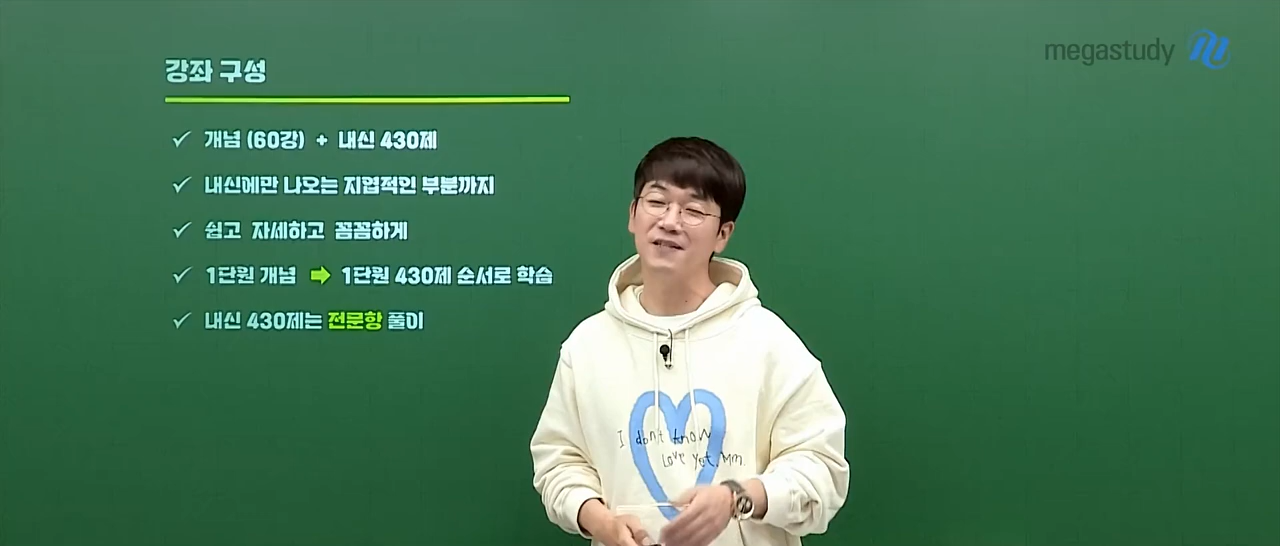 강좌 구성
megastudy
✓ 개념 (60강) + 내신 430제
✓ 내신에만 나오는 지엽적인 부분까지
✓ 쉽고 자세하고 꼼꼼하게
✓ 1단원 개념 ➡ 1단원 430제 순서로 학습
✓ 내신 430제는 전문항 풀이
I don't know
Love yet. Mm.